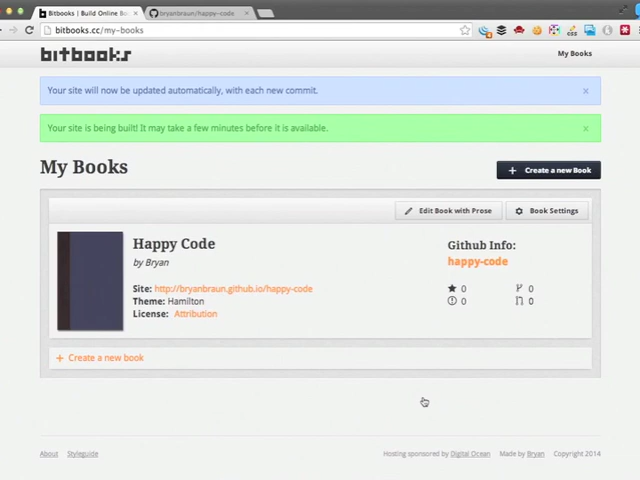 Bitbooks | Build Online Bo
bryanbraun/happy-code
bitbooks.cc/my-books
bitbooks
My Books
Your site will now be updated automatically, with each new commit.
Your site is being built! It may take a few minutes before it is available.
My Books
+ Create a new Book
Edit Book with Prose
Book Settings
Happy Code
by Bryan
Site: http://bryanbraun.github.io/happy-code
Theme: Hamilton
License: Attribution
Github Info:
happy-code
0 0
0 0
+ Create a new book
About Styleguide
Hosting sponsored by Digital Ocean Made by Bryan Copyright 2014